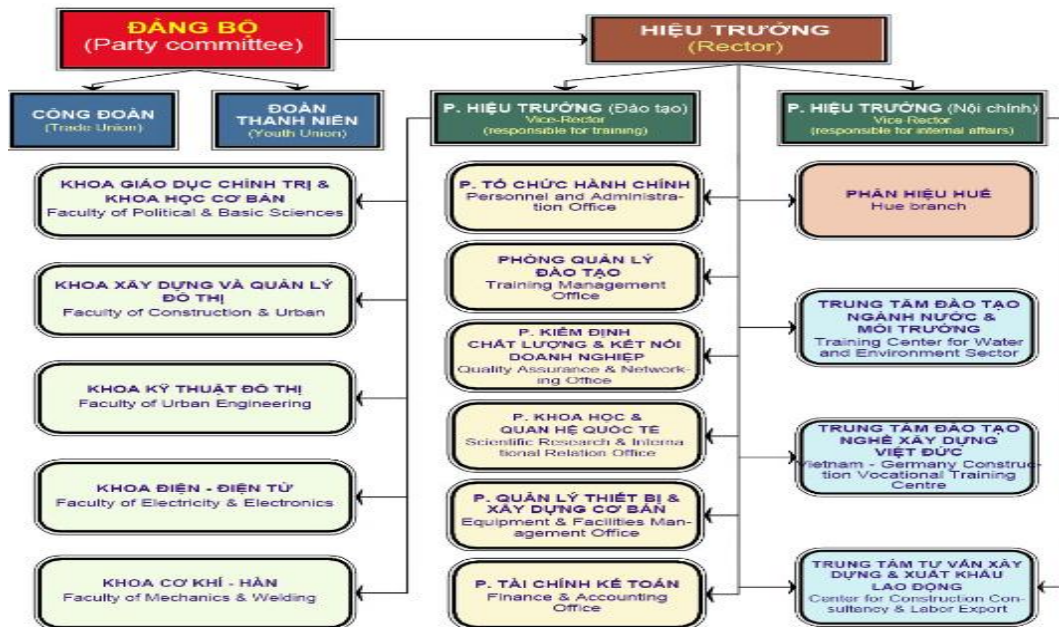 ĐẢNG BỘ
(Party committee)
HIỆU TRƯỞNG
(Rector)
CÔNG ĐOÀN
(Trade Union)
ĐOÀN
THANH NIÊN
(Youth Union)
P. HIỆU TRƯỞNG (Đào tạo)
Vice-Rector
(responsible for training)
P. HIỆU TRƯỞNG (Nội chính)
Vice-Rector
(responsible for internal affairs)
KHOA GIÁO DỤC CHÍNH TRỊ &
KHOA HỌC CƠ BẢN
Faculty of Political & Basic Sciences
KHOA XÂY DỰNG VÀ QUẢN LÝ
ĐÔ THỊ
Faculty of Construction & Urban
KHOA KỸ THUẬT ĐÔ THỊ
Faculty of Urban Engineering
KHOA ĐIỆN - ĐIỆN TỬ
Faculty of Electricity & Electronics
KHOA CƠ KHÍ - HÀN
Faculty of Mechanics & Welding
P. TỔ CHỨC HÀNH CHÍNH
Personnel and Administra-
tion Office
PHÒNG QUẢN LÝ
ĐÀO TẠO
Training Management
Office
P. KIỂM ĐỊNH
CHẤT LƯỢNG & KẾT NỐI
DOANH NGHIỆP
Quality Assurance & Network-
ing Office
P. KHOA HỌC &
QUAN HỆ QUỐC TẾ
Scientific Research & Interna
tional Relation Office
P. QUẢN LÝ THIẾT BỊ &
XÂY DỰNG CƠ BẢN
Equipment & Facilities Man-
agement Office
P. TÀI CHÍNH KẾ TOÁN
Finance & Accounting
Office
PHÂN HIỆU HUẾ
Hue branch
TRUNG TÂM ĐÀO TẠO
NGÀNH NƯỚC &
MÔI TRƯỜNG
Training Center for Water
and Environment Sector
TRUNG TÂM ĐÀO TẠO
NGHỀ XÂY DỰNG
VIỆT ĐỨC
Vietnam - Germany Construc-
tion Vocational Training
Centre
TRUNG TÂM TƯ VẤN XÂY
DỰNG & XUẤT KHẨU
LAO ĐỘNG
Center for Construction Con-
sultancy & Labor Export